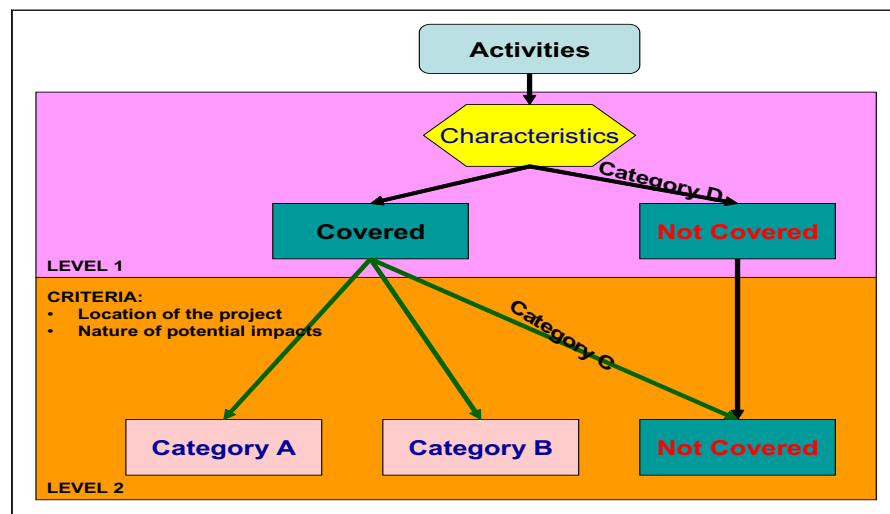 Activities
Characteristics
Category D
Covered
Not Covered
LEVEL 1
CRITERIA:
• Location of the project
• Nature of potential impacts
Category C
Category A
Category B
Not Covered
LEVEL 2